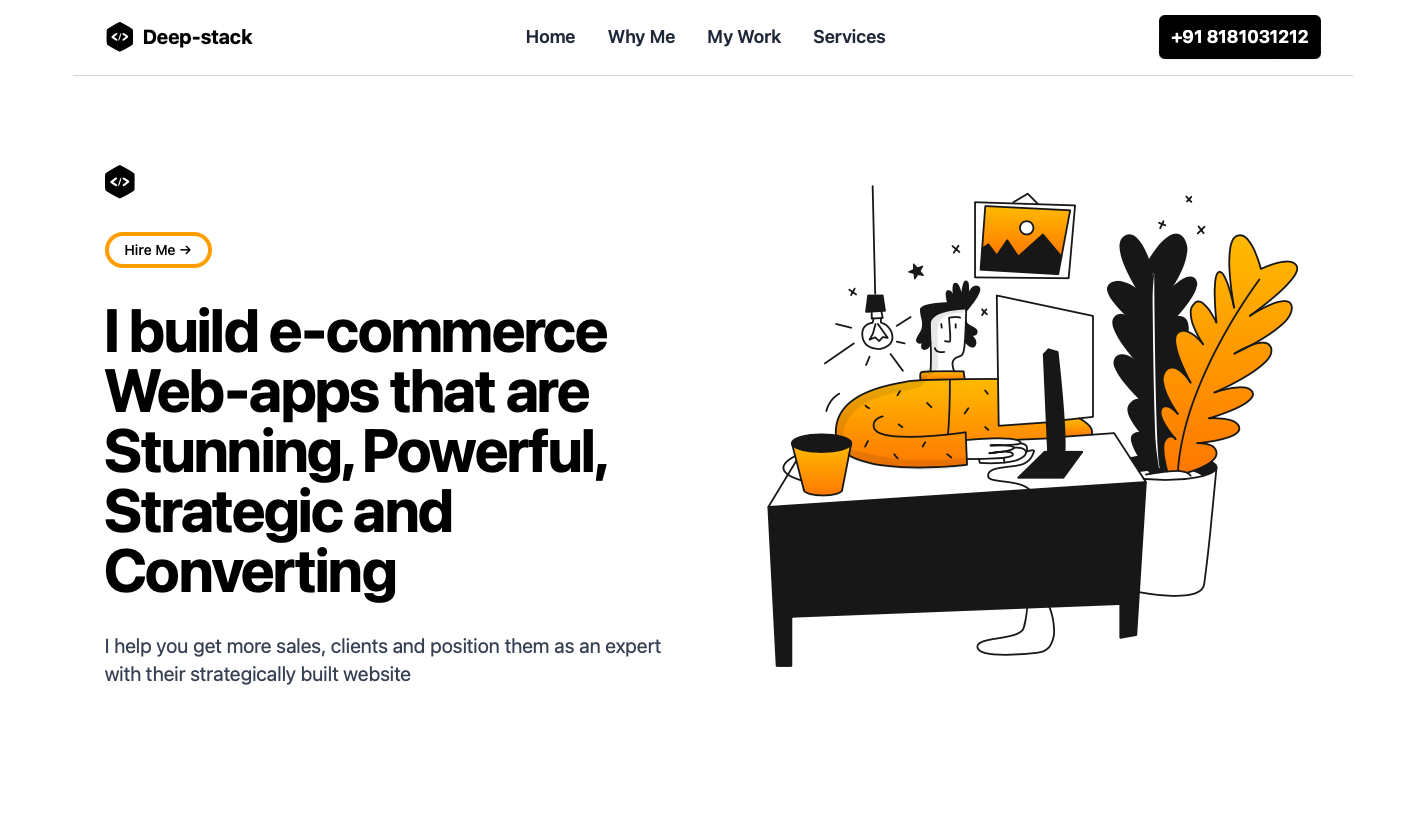 Deep-stack
Home
Why Me
My Work
Services
+91 8181031212
Hire Me →
I build e-commerce
Web-apps that are
Stunning, Powerful,
Strategic and
Converting
I help you get more sales, clients and position them as an expert
with their strategically built website